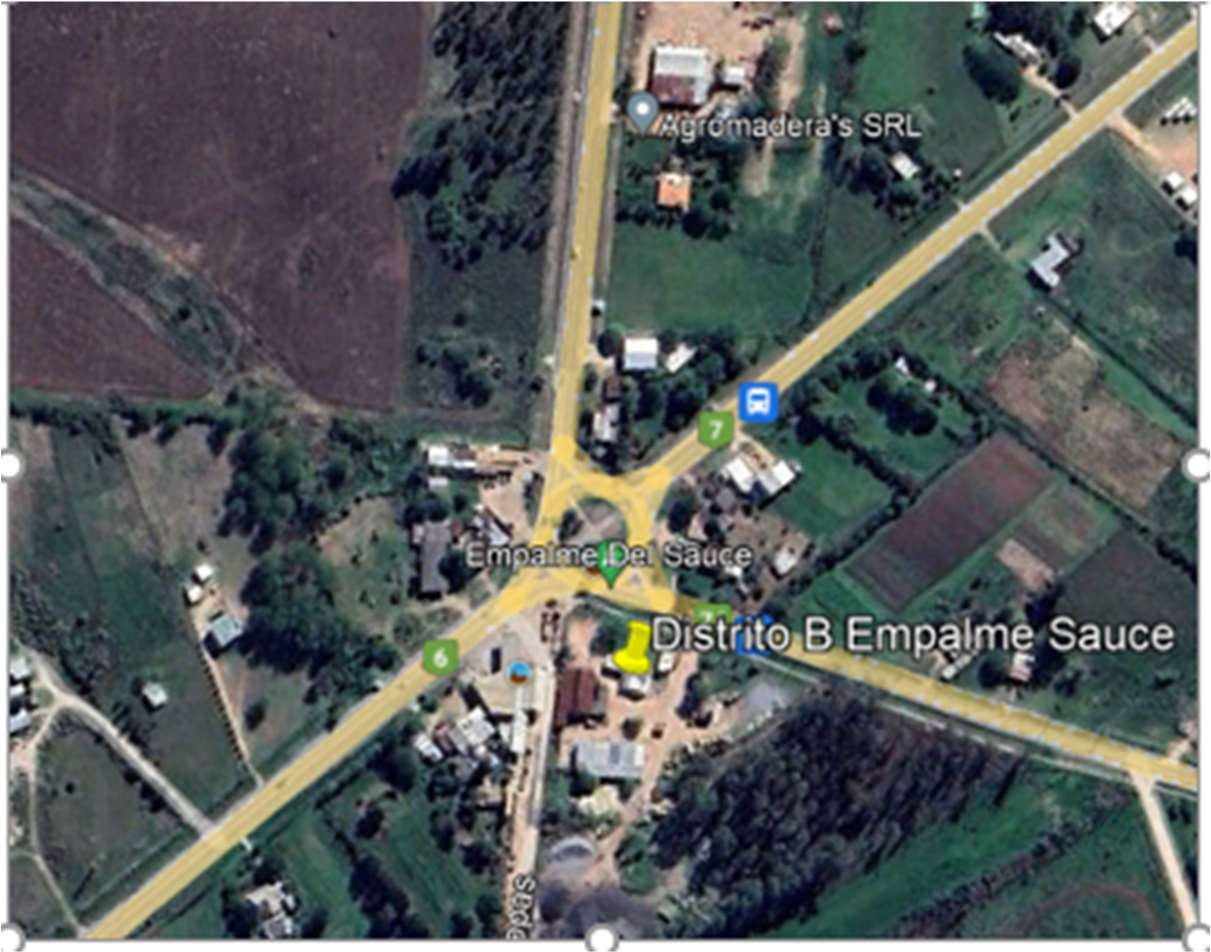 Agromadera's SRL
7
Empalme Del Sauce
Distrito B Empalme Sauce
6